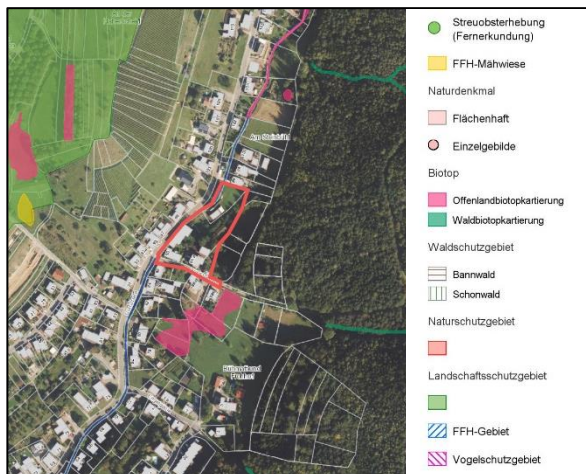 Streuobsterhebung
(Fernerkundung)
FFH-Mähwiese
Naturdenkmal
Flächenhaft
Einzelgebilde
Biotop
Offenlandbiotopkartierung
Waldbiotopkartierung
Waldschutzgebiet
Bannwald
Schonwald
Naturschutzgebiet
Landschaftsschutzgebiet
FFH-Gebiet
Vogelschutzgebiet